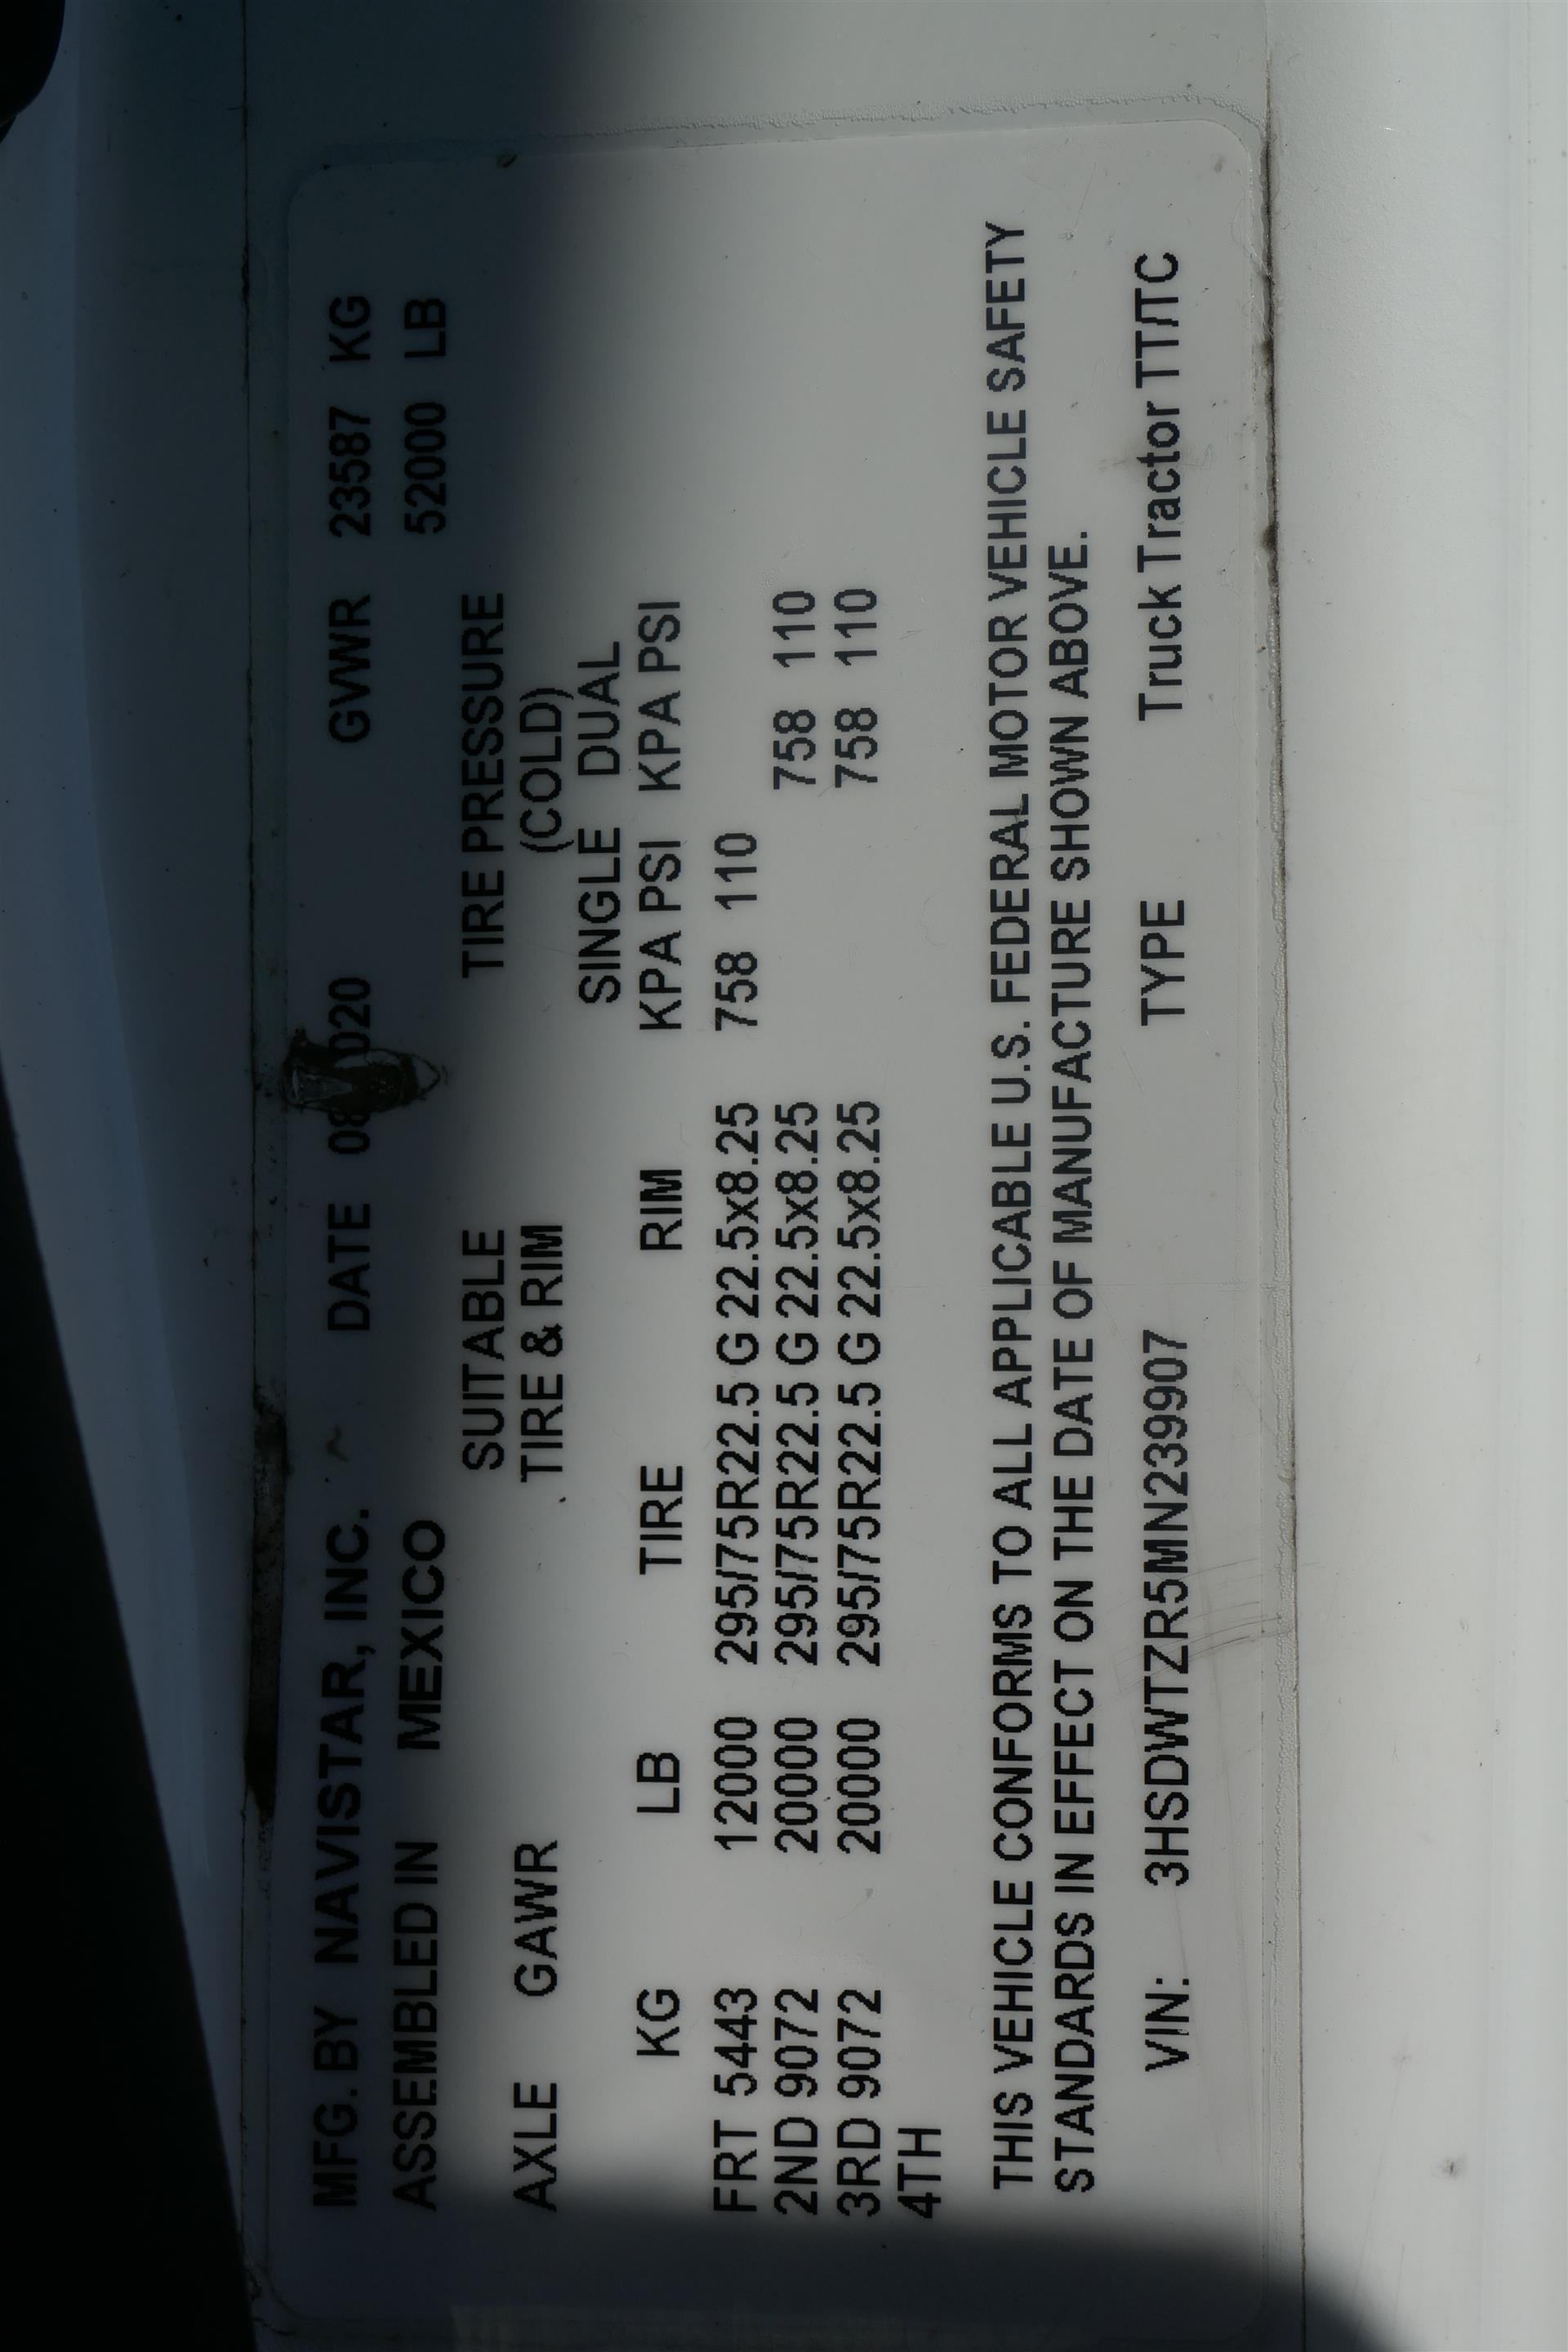 MFG. BY NAVISTAR, INC. DATE GVWR 23587 KG
ASSEMBLED IN MEXICO 52000 LB
SUITABLE TIRE PRESSURE
AXLE GAWR TIRE & RIM (COLD)
SINGLE DUAL
KG LB TIRE RIM KPA PSI KPA PSI
FRT 5443 12000 295/75R22.5 G 22.5x8.25 758 110
2ND 9072 20000 295/75R22.5 G 22.5x8.25 758 110
3RD 9072 20000 295/75R22.5 G 22.5x8.25 758 110
4TH
THIS VEHICLE CONFORMS TO ALL APPLICABLE U.S. FEDERAL MOTOR VEHICLE SAFETY
STANDARDS IN EFFECT ON THE DATE OF MANUFACTURE SHOWN ABOVE.
VIN: 3HSDWTZR5MN239907 TYPE Truck Tractor TT/TC